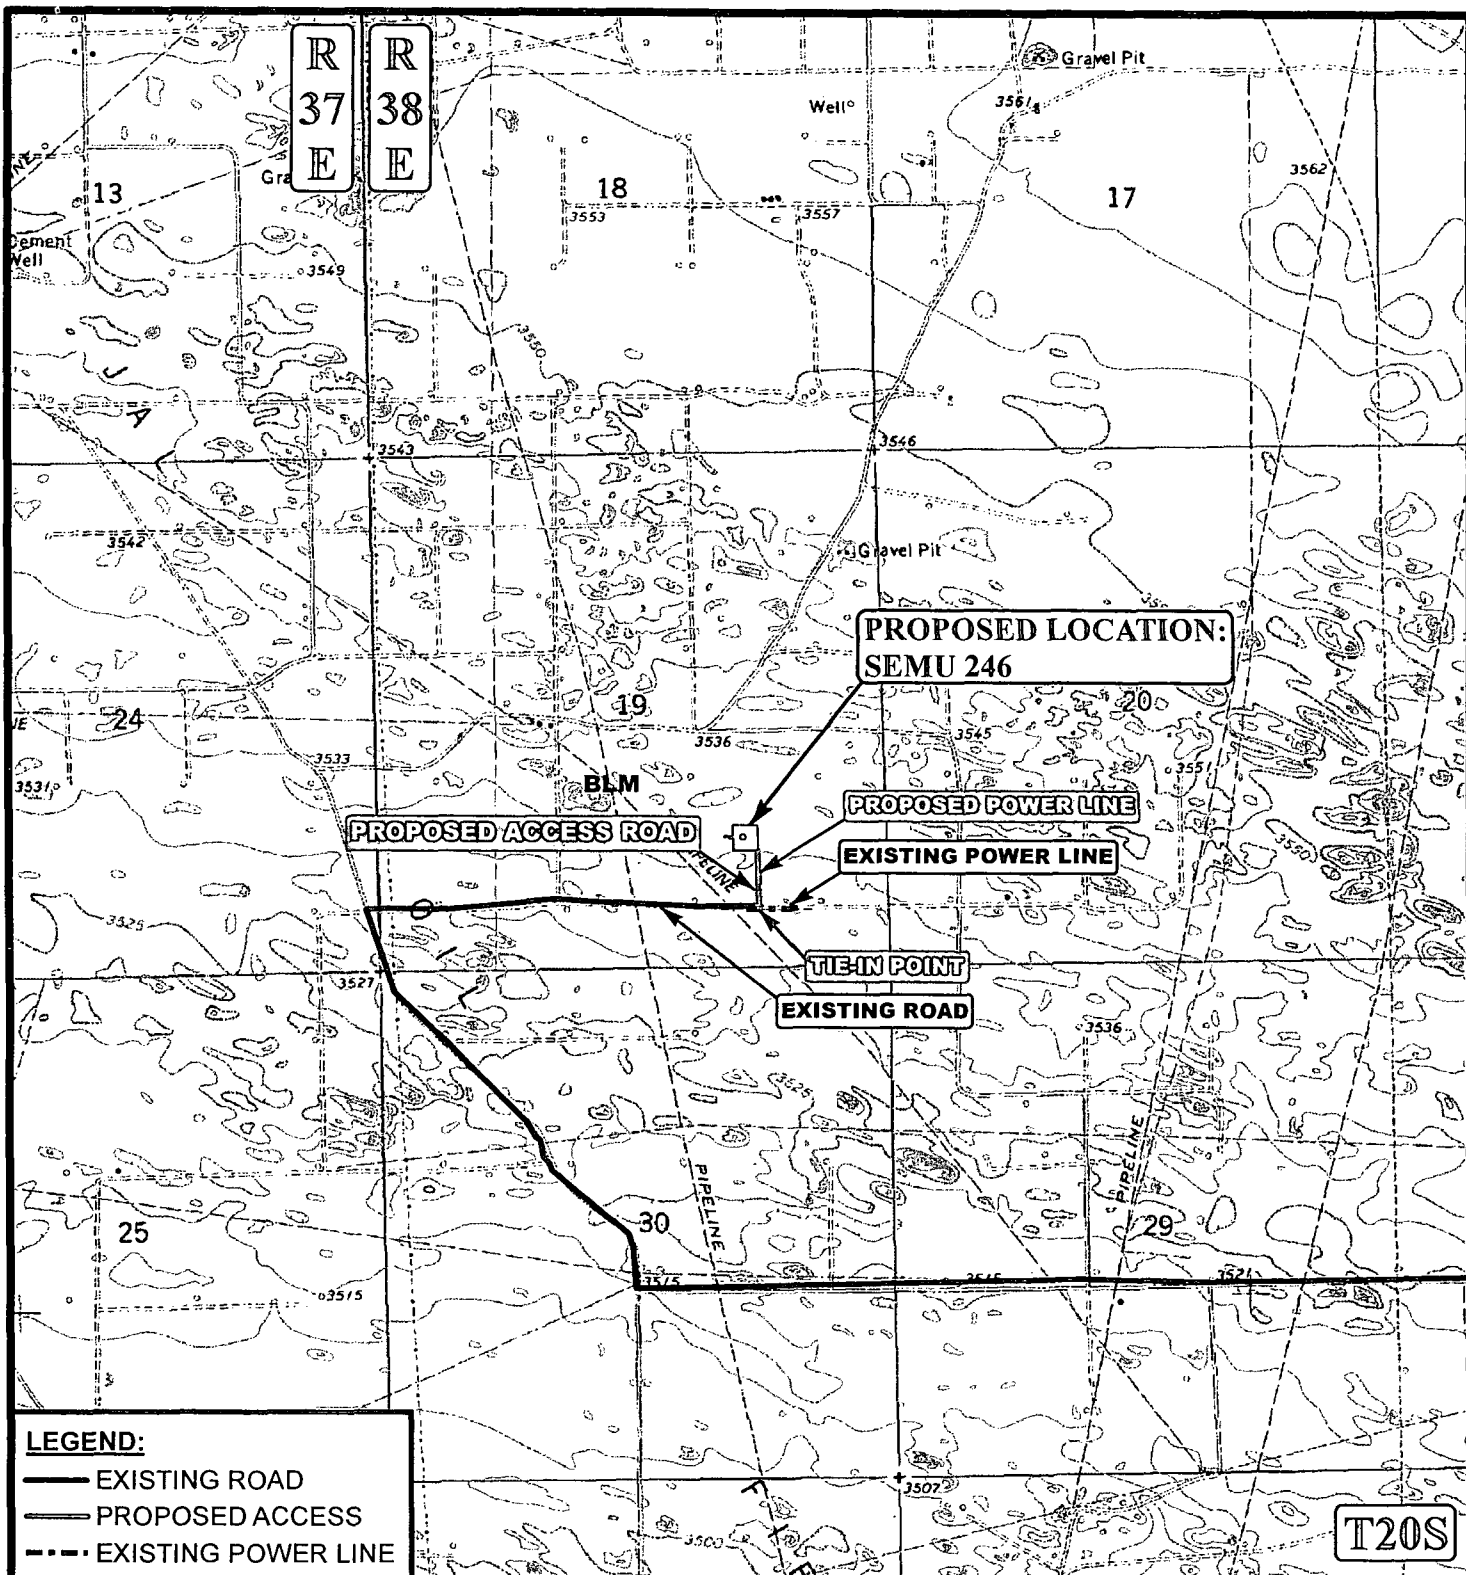 R
37
E
R
38
E
Gravel Pit
Well
3561
3562
13
18
17
3553
3557
Cement
Well
3549
3550
J
A
L
3543
3546
3542
Gravel Pit
PROPOSED LOCATION:
SEMU 246
24
19
20
3536
3545
3533
3551
3531
BLM
PROPOSED POWER LINE
PROPOSED ACCESS ROAD
EXISTING POWER LINE
3550
3525
TIE-IN POINT
3527
EXISTING ROAD
3536
3525
PIPELINE
PIPELINE
25
30
29
3515
3515
3521
3515
LEGEND:
EXISTING ROAD
PROPOSED ACCESS
EXISTING POWER LINE
3507
3500
T20S